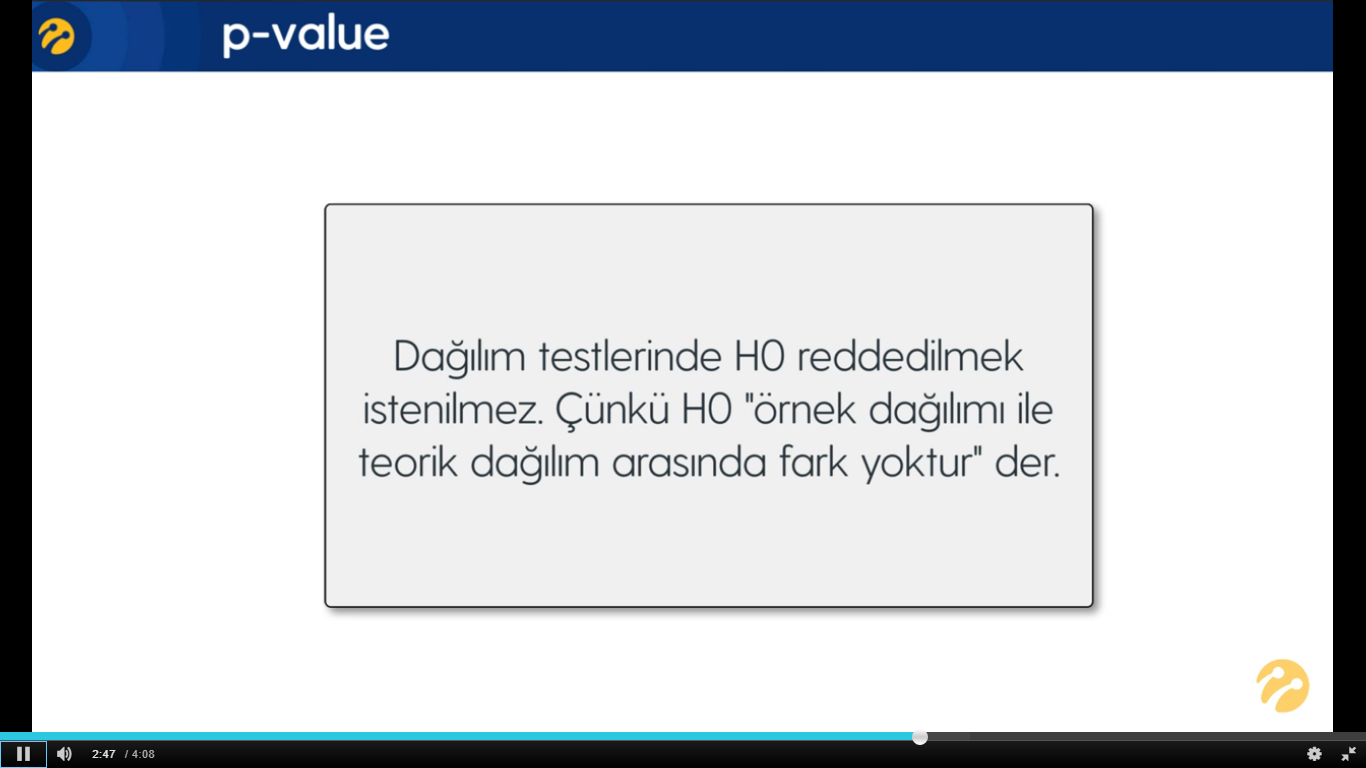 p-value
Dağılım testlerinde H0 reddedilmek
istenilmez. Çünkü H0 "örnek dağılımı ile
teorik dağılım arasında fark yoktur" der.
2:47 / 4:08